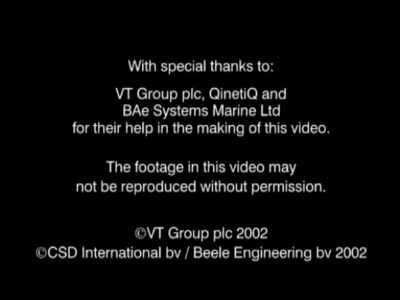 With special thanks to:
VT Group plc, QinetiQ and
BAe Systems Marine Ltd
for their help in the making of this video.
The footage in this video may
not be reproduced without permission.
©VT Group plc 2002
©CSD International bv / Beele Engineering bv 2002